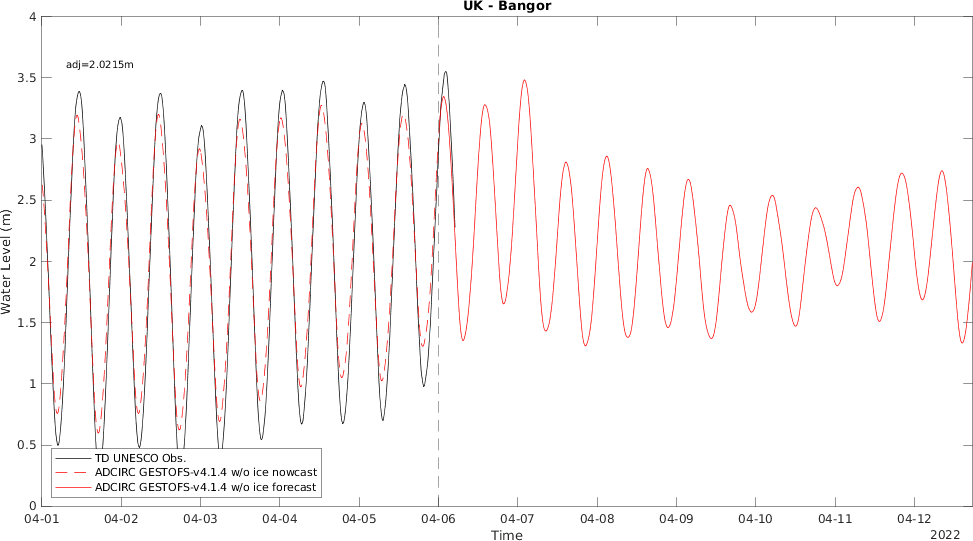 UK - Bangor
adj=2.0215m
Water Level (m)
4
3.5
3
2.5
2
1.5
1
0.5
0
TD UNESCO Obs.
ADCIRC GESTOFS-v4.1.4 w/o ice nowcast
ADCIRC GESTOFS-v4.1.4 w/o ice forecast
04-01 04-02 04-03 04-04 04-05 04-06 04-07 04-08 04-09 04-10 04-11 04-12
Time
2022